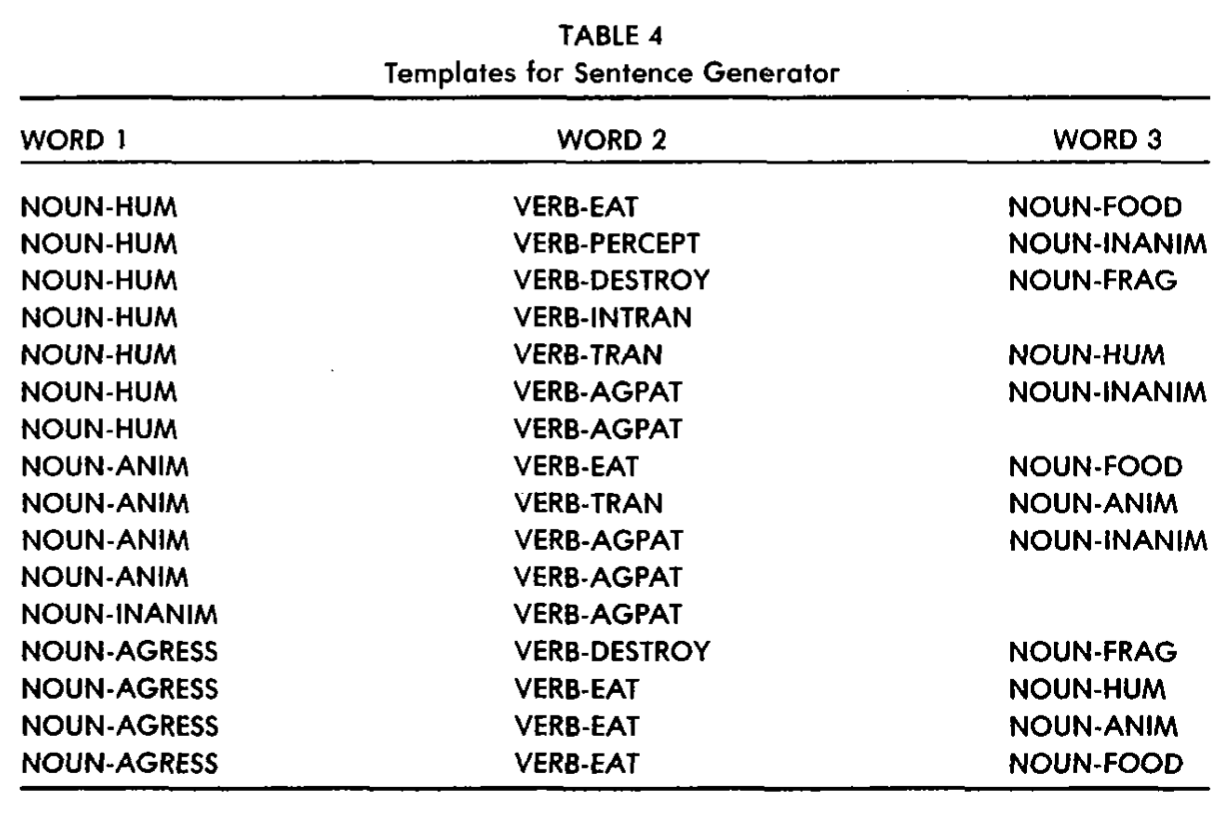 TABLE 4
Templates for Sentence Generator
WORD 1 WORD 2 WORD 3
NOUN-HUM VERB-EAT NOUN-FOOD
NOUN-HUM VERB-PERCEPT NOUN-INANIM
NOUN-HUM VERB-DESTROY NOUN-FRAG
NOUN-HUM VERB-INTRAN
NOUN-HUM VERB-TRAN NOUN-HUM
NOUN-HUM VERB-AGPAT NOUN-INANIM
NOUN-HUM VERB-AGPAT
NOUN-ANIM VERB-EAT NOUN-FOOD
NOUN-ANIM VERB-TRAN NOUN-ANIM
NOUN-ANIM VERB-AGPAT NOUN-INANIM
NOUN-ANIM VERB-AGPAT
NOUN-INANIM VERB-AGPAT
NOUN-AGRESS VERB-DESTROY NOUN-FRAG
NOUN-AGRESS VERB-EAT NOUN-HUM
NOUN-AGRESS VERB-EAT NOUN-ANIM
NOUN-AGRESS VERB-EAT NOUN-FOOD